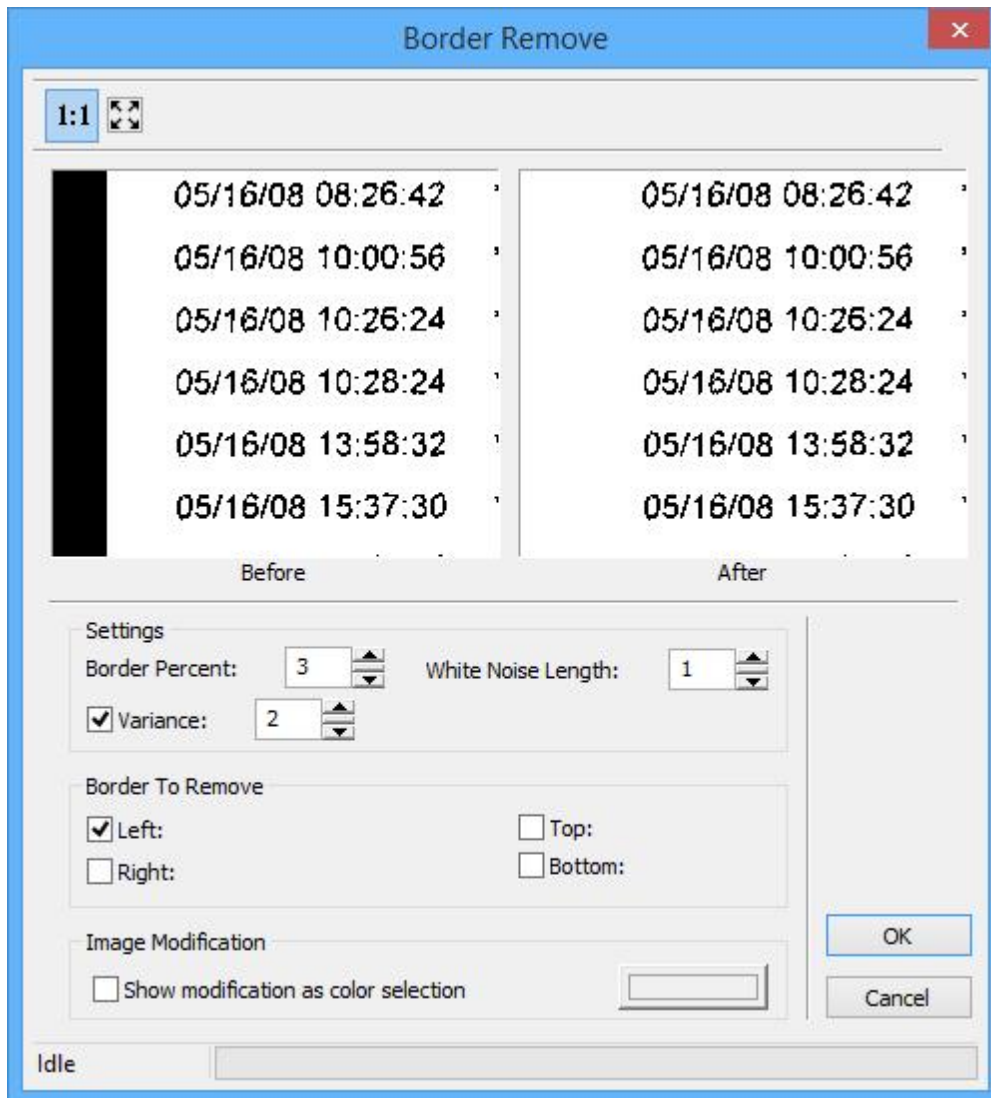 Border Remove
1:1
05/16/08 08:26:42
05/16/08 10:00:56
05/16/08 10:26:24
05/16/08 10:28:24
05/16/08 13:58:32
05/16/08 15:37:30
Before
05/16/08 08:26:42
05/16/08 10:00:56
05/16/08 10:26:24
05/16/08 10:28:24
05/16/08 13:58:32
05/16/08 15:37:30
After
Settings
Border Percent: 3 White Noise Length: 1
Variance: 2
Border To Remove
Left: Top:
Right: Bottom:
Image Modification
Show modification as color selection
OK
Cancel
Idle